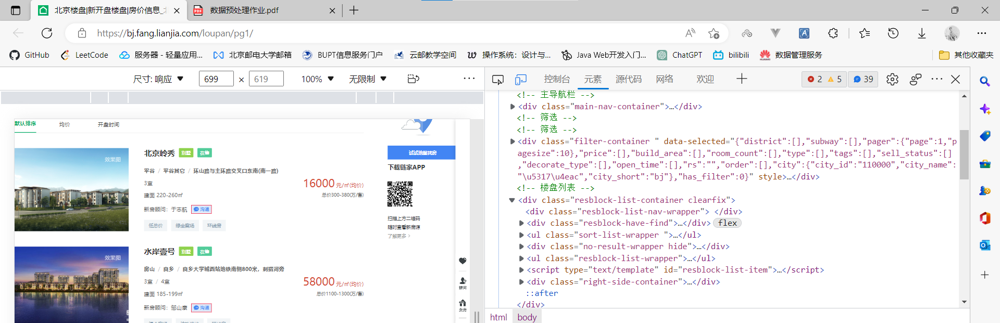 北京楼盘|新开盘楼盘|房价信息_北
数据预处理作业.pdf
https://bj.fang.lianjia.com/loupan/pg1/
GitHub
LeetCode
服务器 - 轻量应用...
北京邮电大学邮箱
BUPT信息服务门户
云邮教学空间
操作系统：设计与...
Java Web开发入门...
ChatGPT
bilibili
数据管理服务
其他收藏夹
尺寸: 响应
699 × 619
100%
无限制
控制台 元素 源代码 网络 欢迎
2 5 39
默认排序 均价 开盘时间
效果图
北京岭秀 别墅 在售
平谷 / 平谷其它 / 环山路与主环路交叉口东南(南一路)
3室
建面 220-260㎡
新房顾问：于志航 沟通
低总价 综全案场 环线房
16000 元/㎡(均价)
总价300-380(万/套)
效果图
水岸壹号 别墅 在售
房山 / 良乡 / 良乡大学城西站地铁南侧800米，刺猬河旁
3室 / 4室
建面 185-199㎡
新房顾问：邹山豪 沟通
58000 元/㎡(均价)
总价1100-1300(万/套)
试试地图找房
下载链家APP
扫描上方二维码
随时查看新房源
了解更多 >
提问
卖房
<!-- 主导航栏 -->
<div class="main-nav-container">…</div>
<!-- 筛选 -->
<!-- 筛选 -->
<div class="filter-container " data-selected="{"district":[],"subway":[],"pager":{"page":1,"p
agesize":10},"price":[],"build_area":[],"room_count":[],"type":[],"tags":[],"sell_status":[]
,"decorate_type":[],"open_time":[],"rs":"","order":[],"city":{"city_id":"110000","city_name":
"\u5317\u4eac","city_short":"bj"},"has_filter":0}" style>…</div>
<!-- 楼盘列表 -->
<div class="resblock-list-container clearfix">
<div class="resblock-list-nav-wrapper"> </div>
<div class="resblock-have-find">…</div> flex
<ul class="sort-list-wrapper ">…</ul>
<div class="no-result-wrapper hide">…</div>
<ul class="resblock-list-wrapper">…</ul>
<script type="text/template" id="resblock-list-item">…</script>
<div class="right-side-container">…</div>
::after
</div>
html body